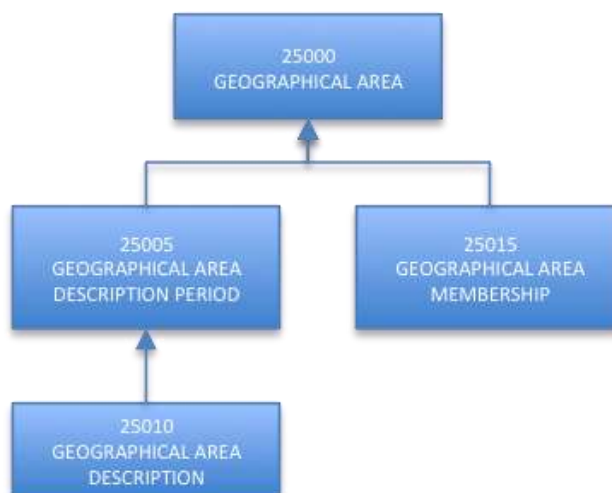 25000
GEOGRAPHICAL AREA
25005
GEOGRAPHICAL AREA
DESCRIPTION PERIOD
25015
GEOGRAPHICAL AREA
MEMBERSHIP
25010
GEOGRAPHICAL AREA
DESCRIPTION